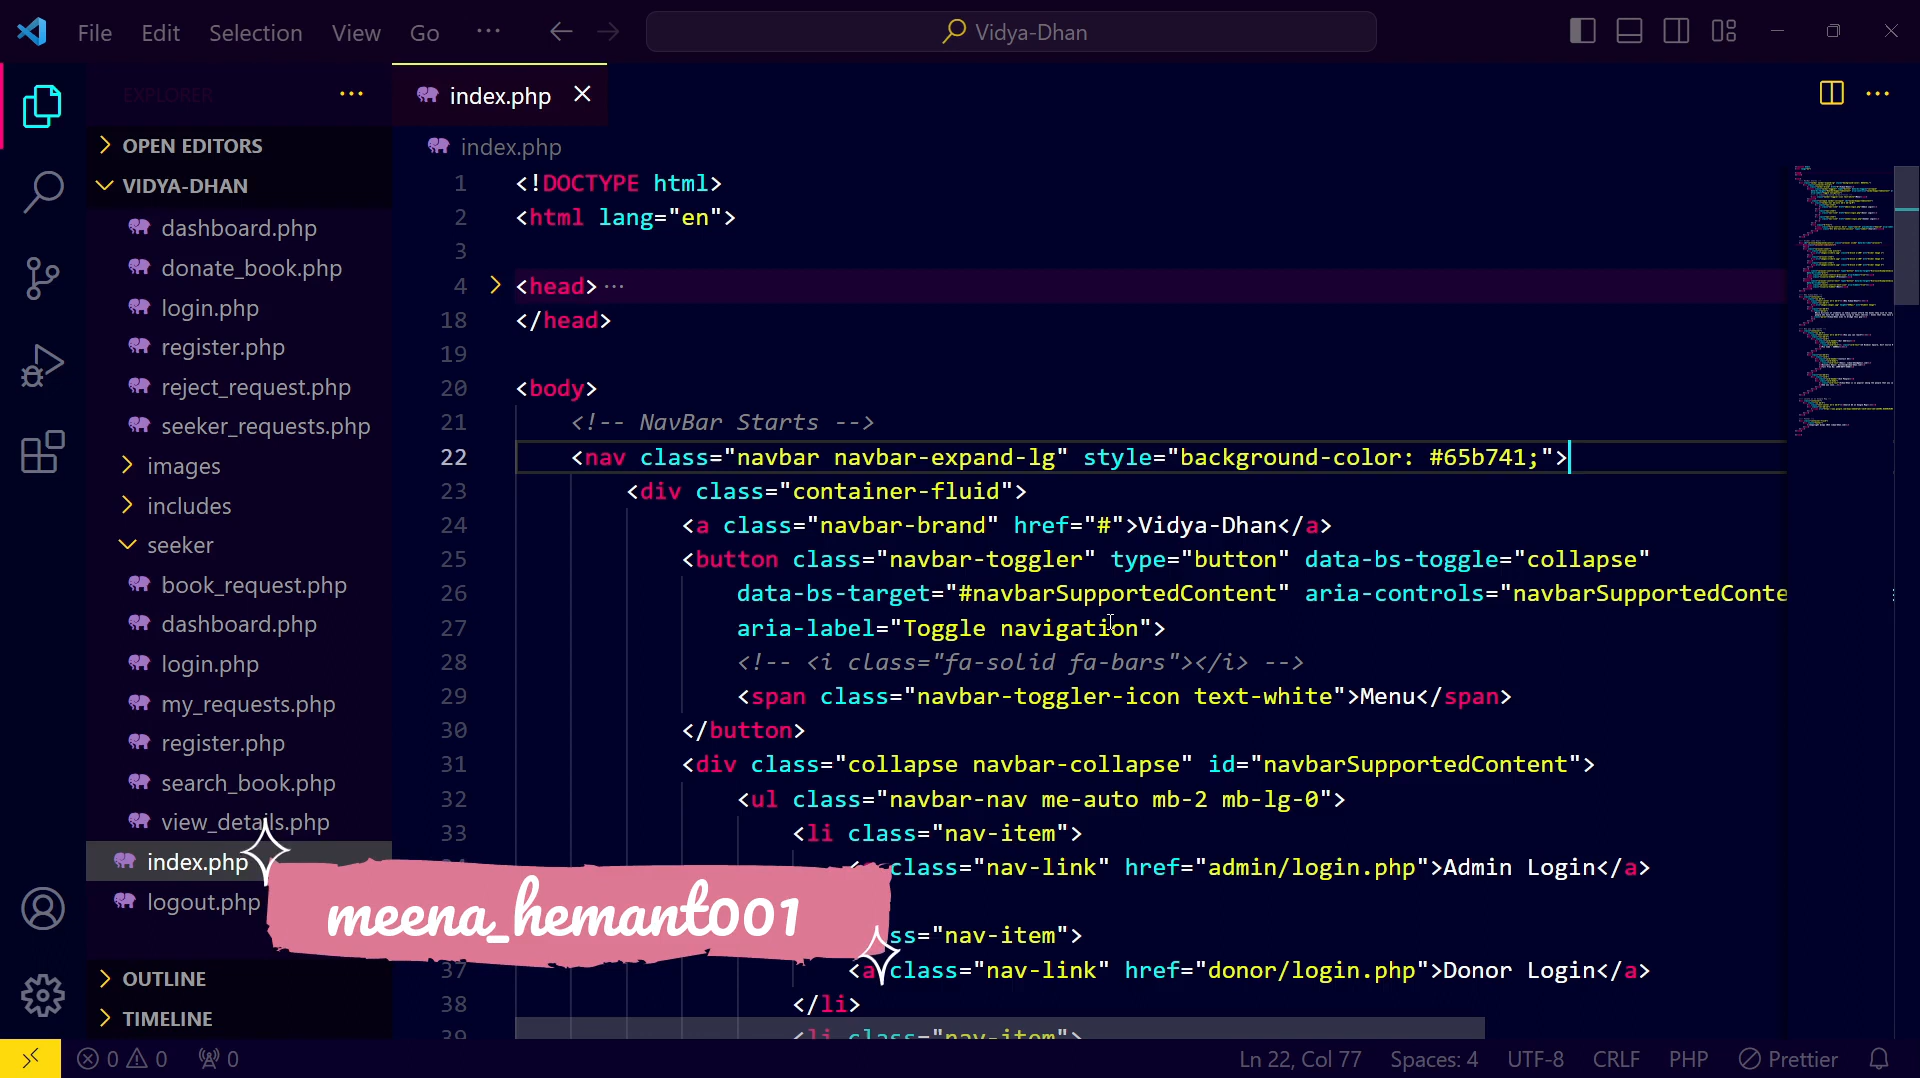 File Edit Selection View Go ··· Vidya-Dhan
EXPLORER ···
OPEN EDITORS
VIDYA-DHAN
dashboard.php
donate_book.php
login.php
register.php
reject_request.php
seeker_requests.php
images
includes
seeker
book_request.php
dashboard.php
login.php
my_requests.php
register.php
search_book.php
view_details.php
index.php
logout.php
OUTLINE
TIMELINE
index.php
index.php
1 <!DOCTYPE html>
2 <html lang="en">
3
4 <head>···
18 </head>
19
20 <body>
21 <!-- NavBar Starts -->
22 <nav class="navbar navbar-expand-lg" style="background-color: #65b741;">
23 <div class="container-fluid">
24 <a class="navbar-brand" href="#">Vidya-Dhan</a>
25 <button class="navbar-toggler" type="button" data-bs-toggle="collapse"
26 data-bs-target="#navbarSupportedContent" aria-controls="navbarSupportedConte
27 aria-label="Toggle navigation">
28 <!-- <i class="fa-solid fa-bars"></i> -->
29 <span class="navbar-toggler-icon text-white">Menu</span>
30 </button>
31 <div class="collapse navbar-collapse" id="navbarSupportedContent">
32 <ul class="navbar-nav me-auto mb-2 mb-lg-0">
33 <li class="nav-item">
class="nav-link" href="admin/login.php">Admin Login</a>
ss="nav-item">
37 <a class="nav-link" href="donor/login.php">Donor Login</a>
38 </li>
39 <li class="nav-item">
meena_hemant001
0 0 0 Ln 22, Col 77 Spaces: 4 UTF-8 CRLF PHP Prettier